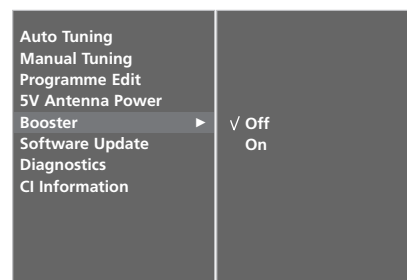 Auto Tuning
Manual Tuning
Programme Edit
5V Antenna Power
Booster ►
Software Update
Diagnostics
CI Information
√ Off
On